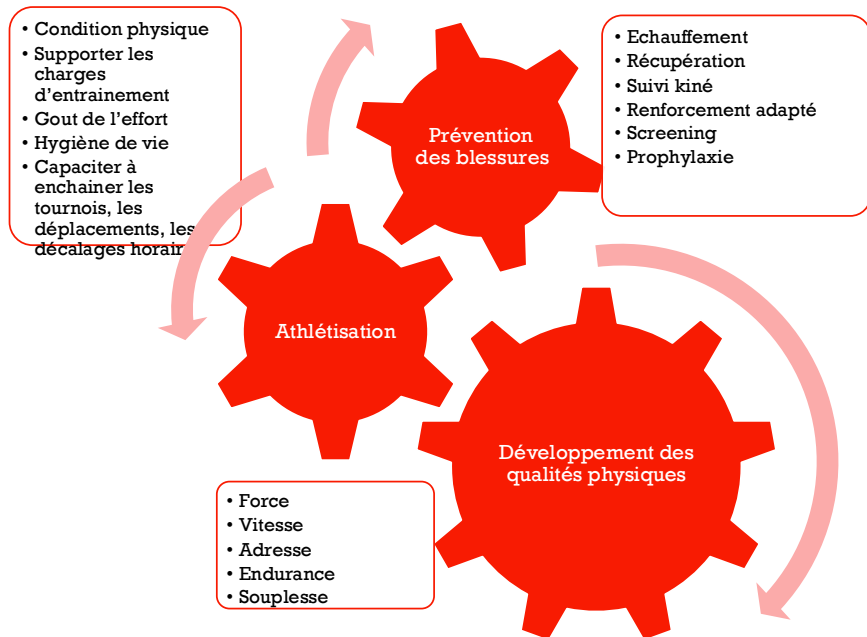 • Condition physique
• Supporter les
charges
d’entrainement
• Gout de l’effort
• Hygiène de vie
• Capaciter à
enchainer les
tournois, les
déplacements, les
décalages horair
• Echauffement
• Récupération
• Suivi kiné
• Renforcement adapté
• Screening
• Prophylaxie
Prévention
des blessures
Athlétisation
Développement des
qualités physiques
• Force
• Vitesse
• Adresse
• Endurance
• Souplesse